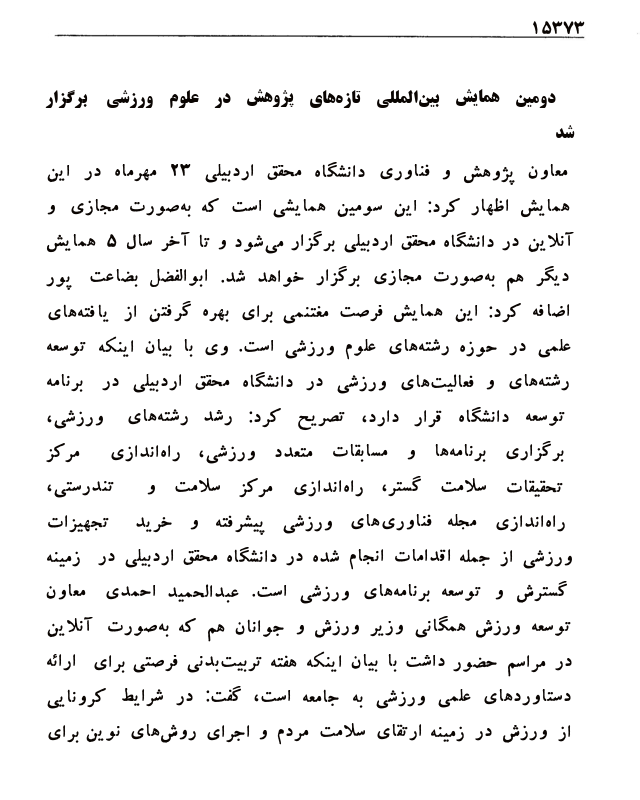 ۱۵۳۷۳
دومین همایش بین‌المللی تازه‌های پژوهش در علوم ورزشی برگزار
شد
معاون پژوهش و فناوری دانشگاه محقق اردبیلی ۲۳ مهرماه در این
همایش اظهار کرد: این سومین همایشی است که به‌صورت مجازی و
آنلاین در دانشگاه محقق اردبیلی برگزار می‌شود و تا آخر سال ۵ همایش
دیگر هم به‌صورت مجازی برگزار خواهد شد. ابوالفضل بضاعت پور
اضافه کرد: این همایش فرصت مغتنمی برای بهره گرفتن از یافته‌های
علمی در حوزه رشته‌های علوم ورزشی است. وی با بیان اینکه توسعه
رشته‌های و فعالیت‌های ورزشی در دانشگاه محقق اردبیلی در برنامه
توسعه دانشگاه قرار دارد، تصریح کرد: رشد رشته‌های ورزشی،
برگزاری برنامه‌ها و مسابقات متعدد ورزشی، راه‌اندازی مرکز
تحقیقات سلامت گستر، راه‌اندازی مرکز سلامت و تندرستی،
راه‌اندازی مجله فناوری‌های ورزشی پیشرفته و خرید تجهیزات
ورزشی از جمله اقدامات انجام شده در دانشگاه محقق اردبیلی در زمینه
گسترش و توسعه برنامه‌های ورزشی است. عبدالحمید احمدی معاون
توسعه ورزش همگانی وزیر ورزش و جوانان هم که به‌صورت آنلاین
در مراسم حضور داشت با بیان اینکه هفته تربیت‌بدنی فرصتی برای ارائه
دستاوردهای علمی ورزشی به جامعه است، گفت: در شرایط کرونایی
از ورزش در زمینه ارتقای سلامت مردم و اجرای روش‌های نوین برای